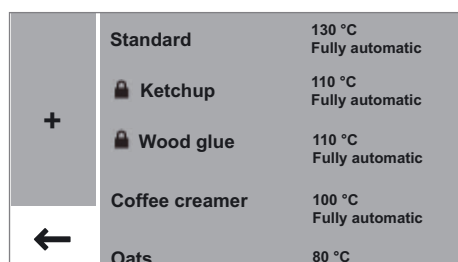 +
Standard
130 °C
Fully automatic
Ketchup
110 °C
Fully automatic
Wood glue
110 °C
Fully automatic
Coffee creamer
100 °C
Fully automatic
Oats
80 °C